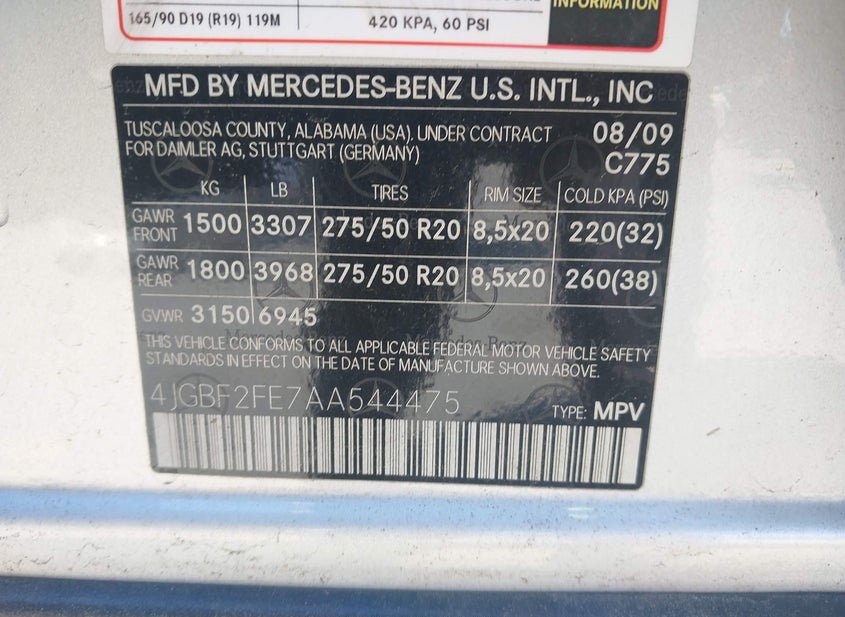 INFORMATION
165/90 D19 (R19) 119M 420 KPA, 60 PSI
MFD BY MERCEDES-BENZ U.S. INTL., INC
TUSCALOOSA COUNTY, ALABAMA (USA), UNDER CONTRACT 08/09
FOR DAIMLER AG, STUTTGART (GERMANY) C775
KG LB TIRES RIM SIZE COLD KPA (PSI)
GAWR FRONT 1500 3307 275/50 R20 8,5x20 220(32)
GAWR REAR 1800 3968 275/50 R20 8,5x20 260(38)
GVWR 3150 6945
THIS VEHICLE CONFORMS TO ALL APPLICABLE FEDERAL MOTOR VEHICLE SAFETY
STANDARDS IN EFFECT ON THE DATE OF MANUFACTURE SHOWN ABOVE.
4JGBF2FE7AA544475 TYPE: MPV